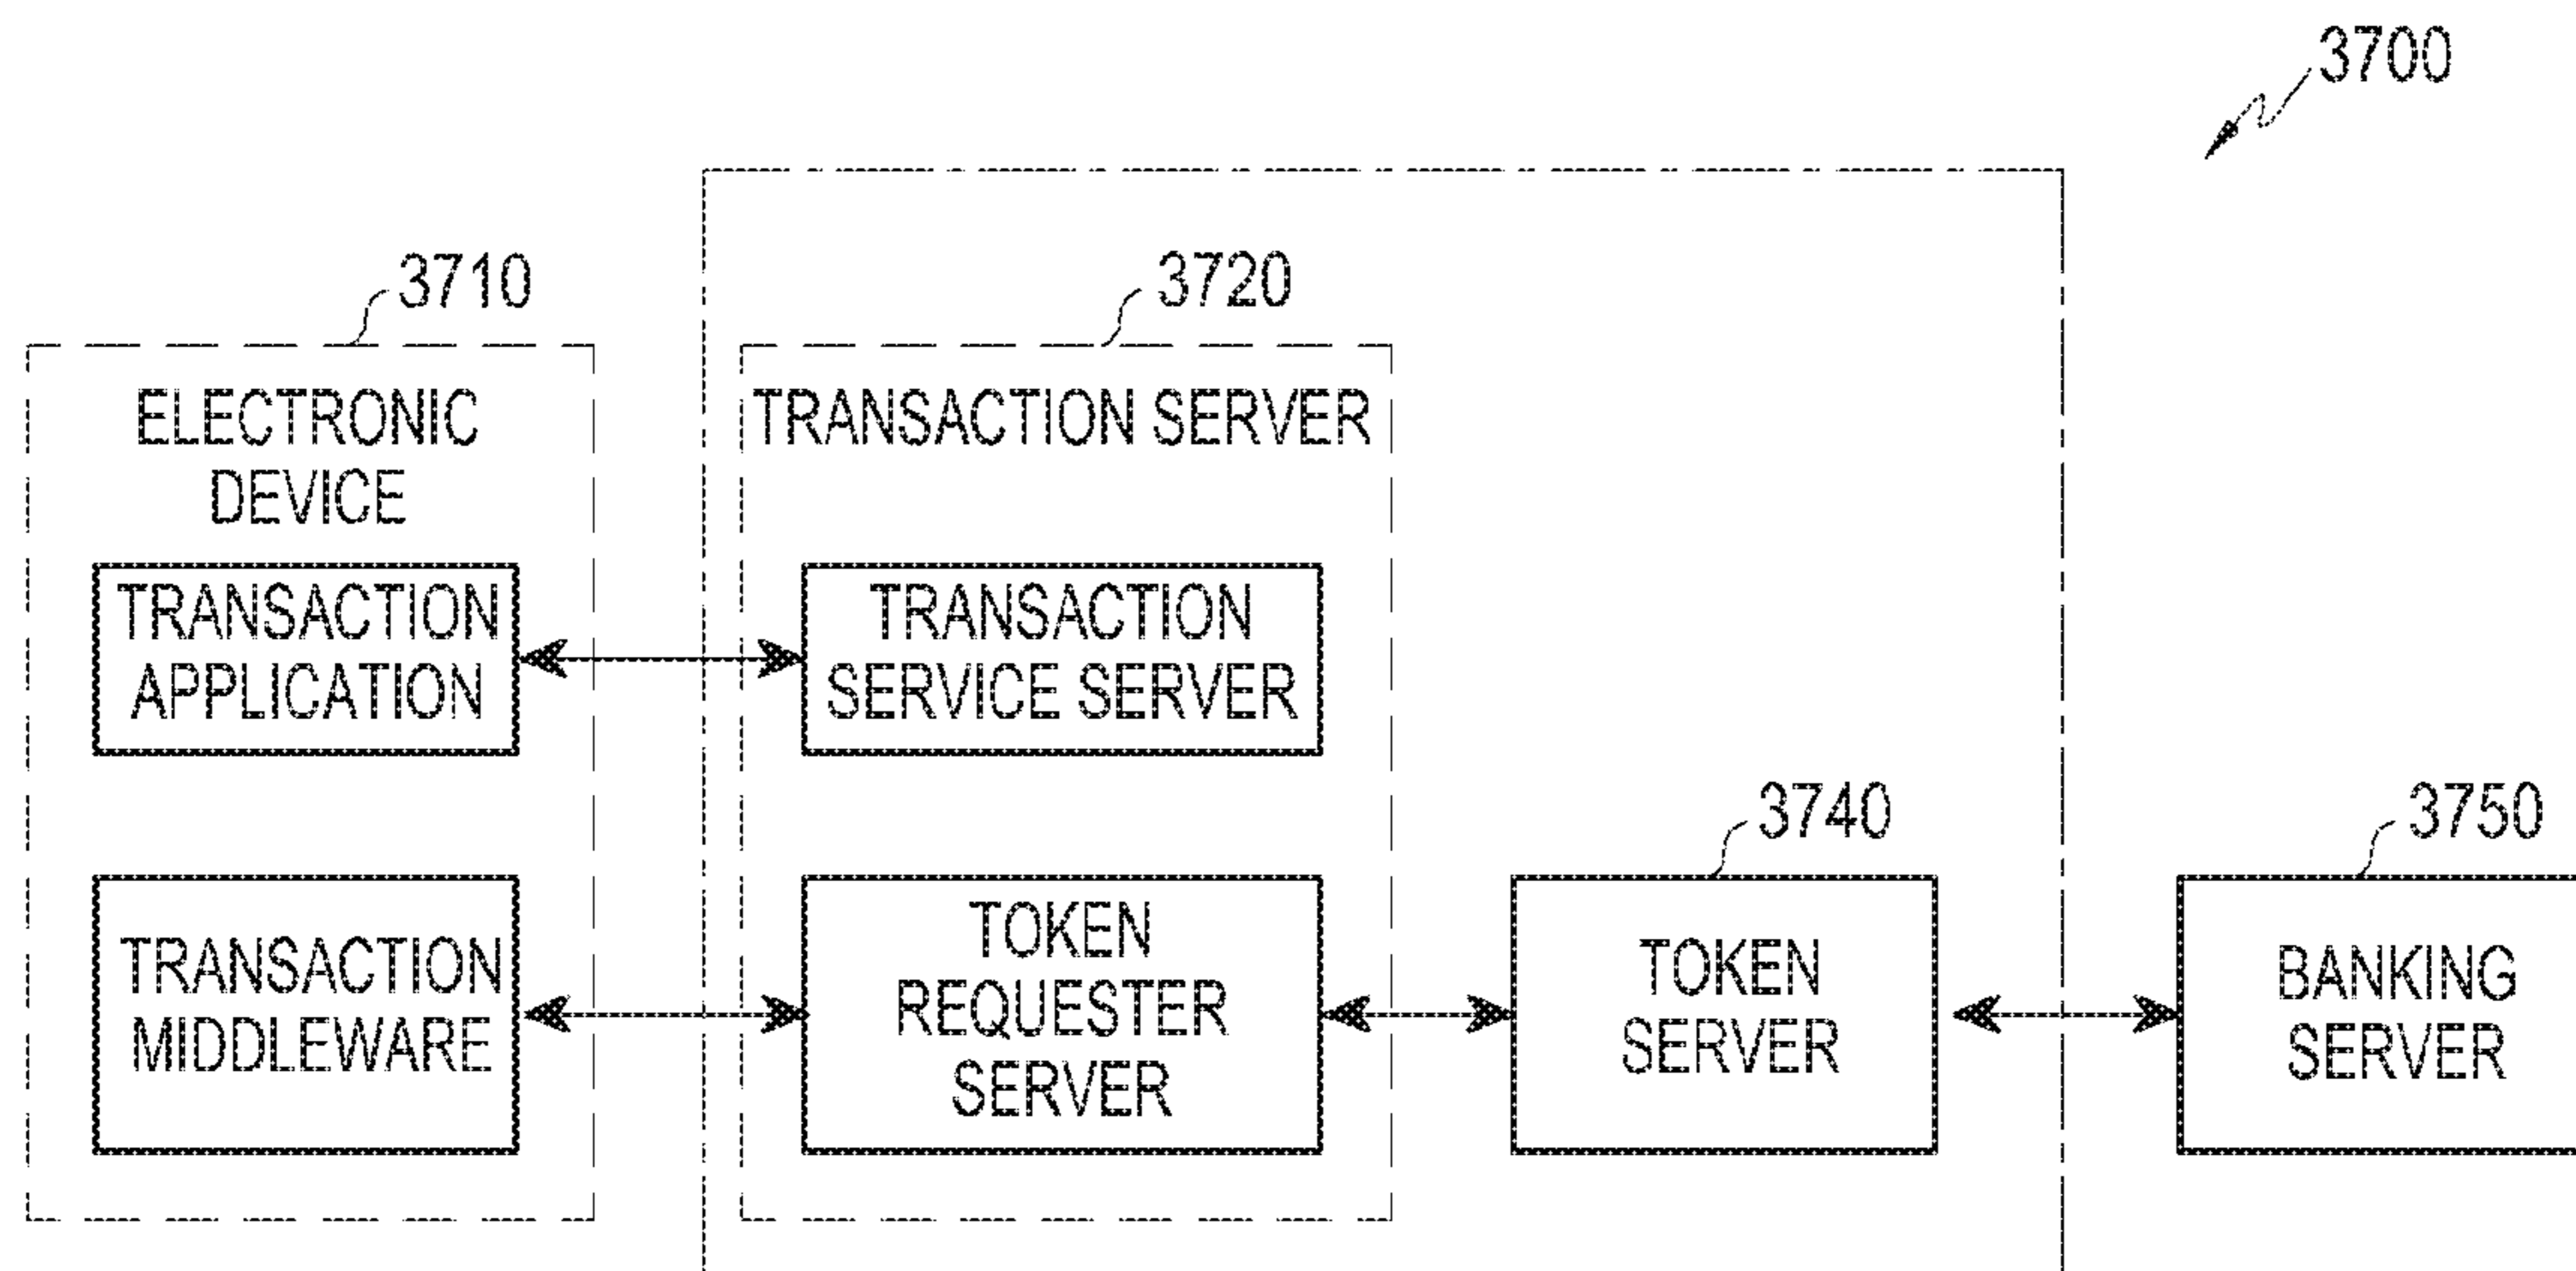 3700
3710
3720
ELECTRONIC
DEVICE
TRANSACTION SERVER
TRANSACTION
APPLICATION
TRANSACTION
SERVICE SERVER
3740
3750
TRANSACTION
MIDDLEWARE
TOKEN
REQUESTER
SERVER
TOKEN
SERVER
BANKING
SERVER